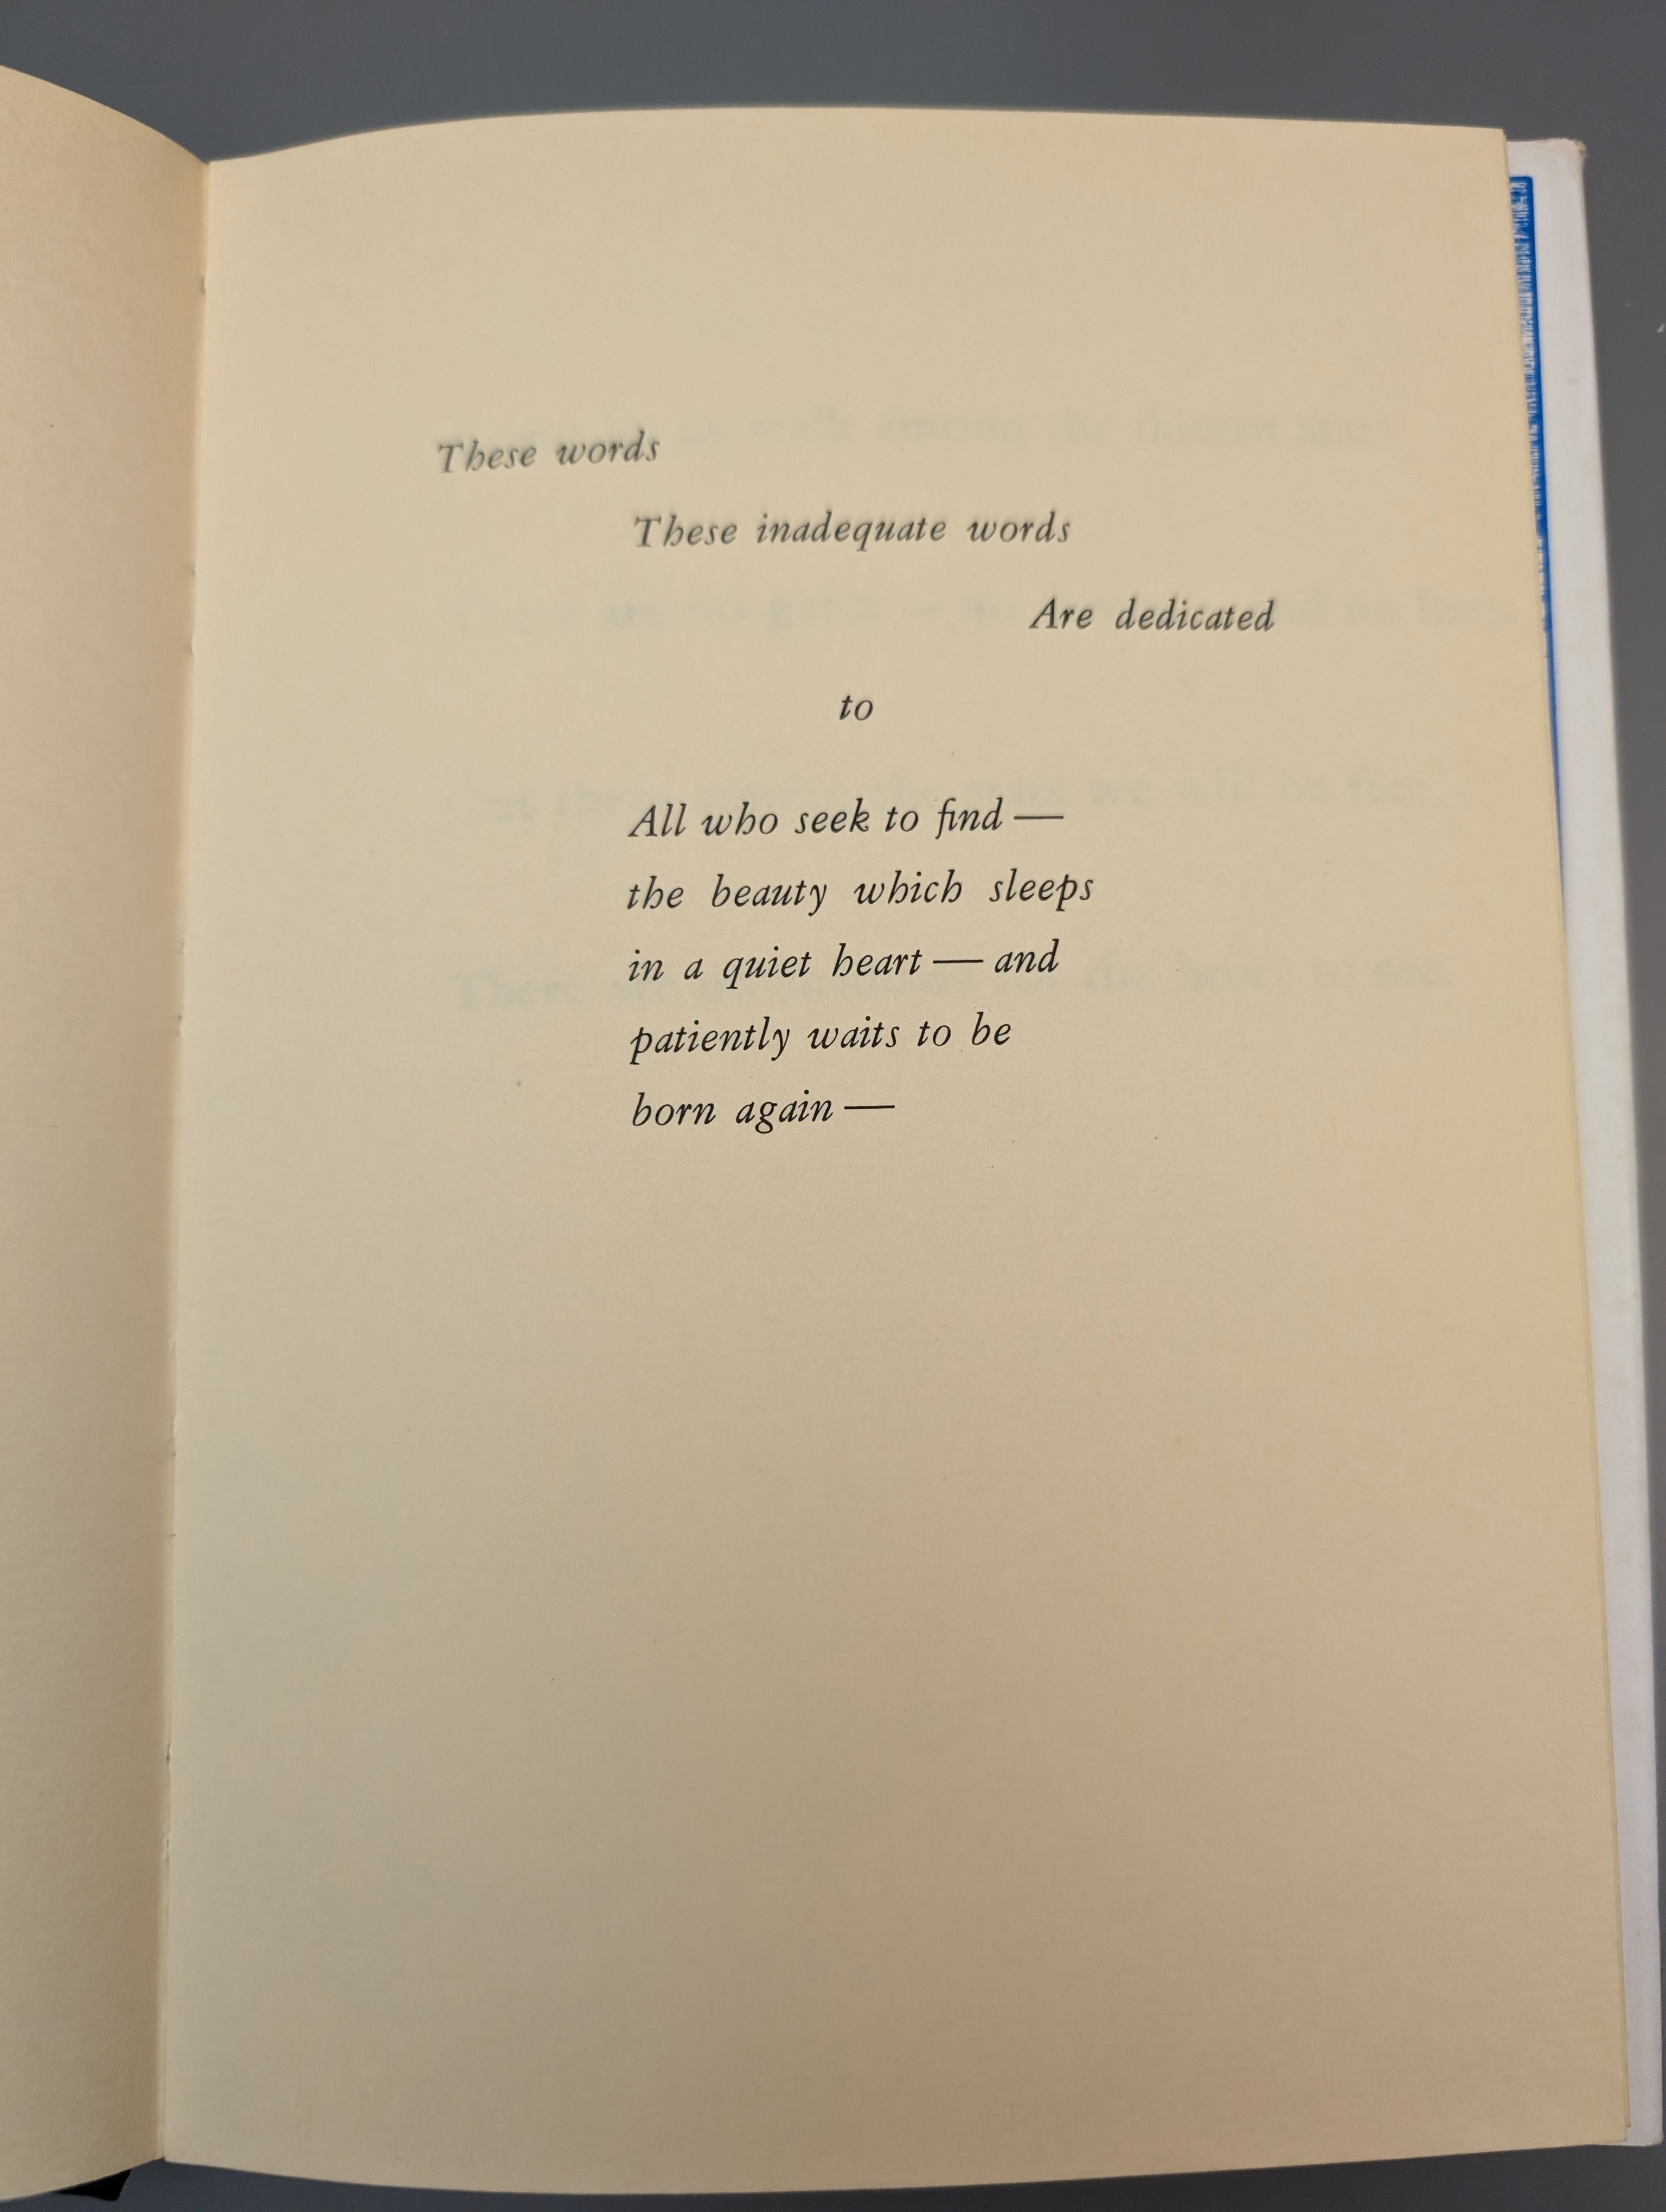 These words
These inadequate words
Are dedicated
to
All who seek to find —
the beauty which sleeps
in a quiet heart — and
patiently waits to be
born again —